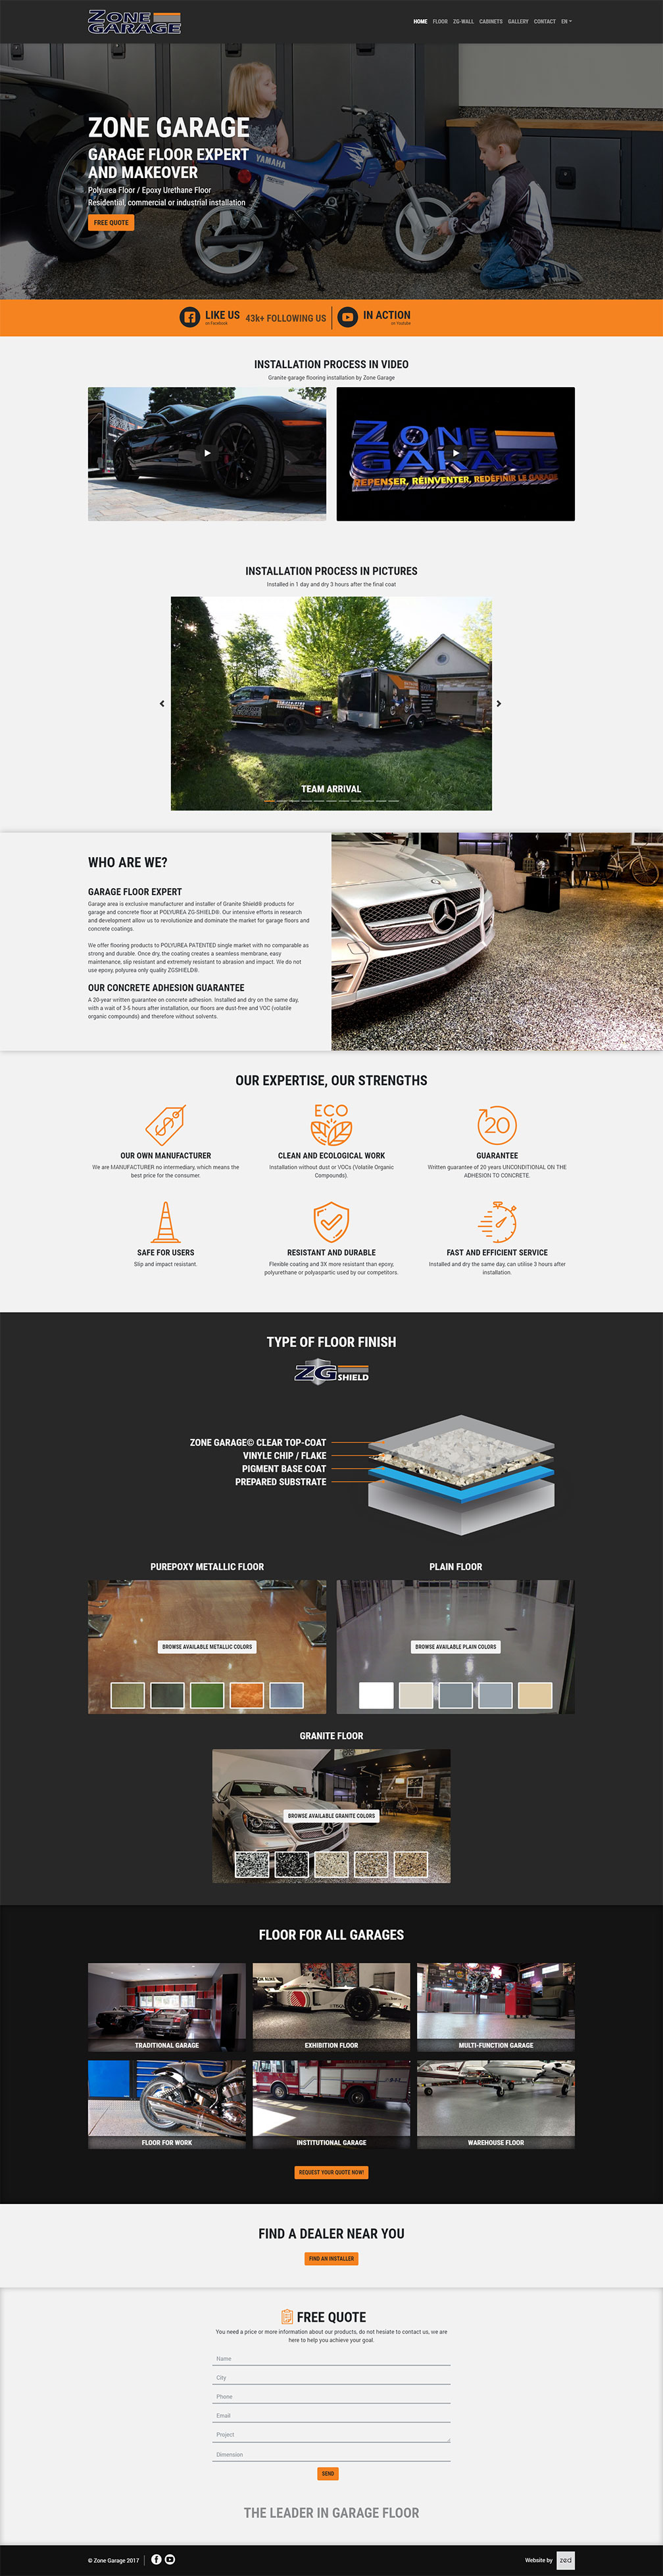 ZONE GARAGE
HOME FLOOR ZG-WALL CABINETS GALLERY CONTACT
ZONE GARAGE
GARAGE FLOOR EXPERT
AND MAKEOVER
Polyurea Floor / Epoxy Urethane Floor
Residential, commercial or industrial installation
FREE QUOTE
YAMAHA
LIKE US
on Facebook
43k+ FOLLOWING US
IN ACTION
on Youtube
INSTALLATION PROCESS IN VIDEO
Granite garage flooring installation by Zone Garage
ZONE
GARAGE
REPENSER, RÉINVENTER, REDÉFINIR LE GARAGE
INSTALLATION PROCESS IN PICTURES
Installed in 1 day and dry 3 hours after the final coat
TEAM ARRIVAL
WHO ARE WE?
GARAGE FLOOR EXPERT
Garage area is exclusive manufacturer and installer of Granite Shield® products for
garage and concrete floor at POLYUREA ZG-SHIELD®. Our intensive efforts in research
and development allow us to revolutionize and dominate the market for garage floors and
concrete coatings.
We offer flooring products to POLYUREA PATENTED single market with no comparable as
strong and durable. Once dry, the coating creates a seamless membrane, easy
maintenance, slip resistant and extremely resistant to abrasion and impact. We do not
use epoxy, polyurea only quality ZGSHIELD®.
OUR CONCRETE ADHESION GUARANTEE
A 20-year written guarantee on concrete adhesion. Installed and dry on the same day,
with a wait of 3-5 hours after installation, our floors are dust-free and VOC (volatile
organic compounds) and therefore without solvents.
OUR EXPERTISE, OUR STRENGTHS
ECO
20
OUR OWN MANUFACTURER
We are MANUFACTURER no intermediary, which means the
best price for the consumer.
CLEAN AND ECOLOGICAL WORK
Installation without dust or VOCs (Volatile Organic
Compounds).
GUARANTEE
Written guarantee of 20 years UNCONDITIONAL ON THE
ADHESION TO CONCRETE.
SAFE FOR USERS
Slip and impact resistant.
RESISTANT AND DURABLE
Flexible coating and 3X more resistant than epoxy,
polyurethane or polyaspartic used by our competitors.
FAST AND EFFICIENT SERVICE
Installed and dry the same day, can utilise 3 hours after
installation.
TYPE OF FLOOR FINISH
ZG SHIELD
ZONE GARAGE© CLEAR TOP-COAT
VINYLE CHIP / FLAKE
PIGMENT BASE COAT
PREPARED SUBSTRATE
PUREPOXY METALLIC FLOOR
BROWSE AVAILABLE METALLIC COLORS
PLAIN FLOOR
BROWSE AVAILABLE PLAIN COLORS
GRANITE FLOOR
BROWSE AVAILABLE GRANITE COLORS
FLOOR FOR ALL GARAGES
TRADITIONAL GARAGE
EXHIBITION FLOOR
MULTI-FUNCTION GARAGE
FLOOR FOR WORK
INSTITUTIONAL GARAGE
WAREHOUSE FLOOR
REQUEST YOUR QUOTE NOW!
FIND A DEALER NEAR YOU
FIND AN INSTALLER
FREE QUOTE
You need a price or more information about our products, do not hesiate to contact us, we are
here to help you achieve your goal.
Name
City
Phone
Email
Project
Dimension
SEND
THE LEADER IN GARAGE FLOOR
© Zone Garage 2017
Website by zed